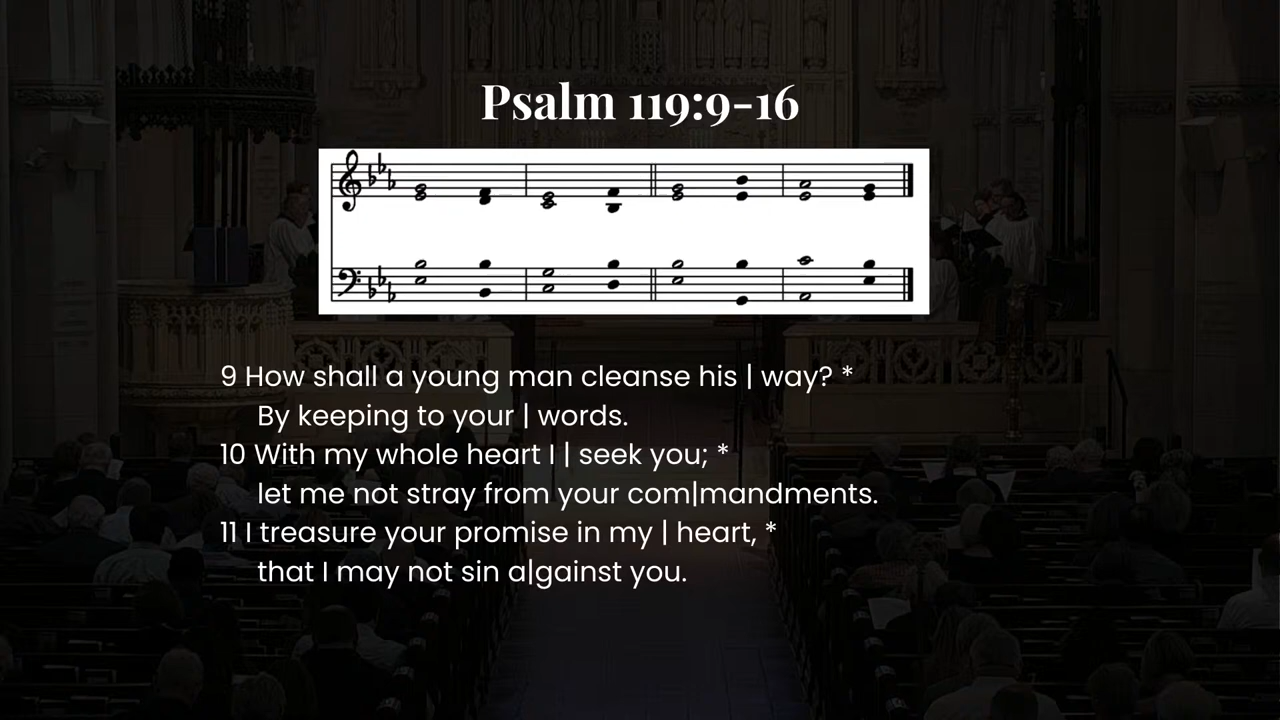 Psalm 119:9-16
9 How shall a young man cleanse his | way? *
By keeping to your | words.
10 With my whole heart I | seek you; *
let me not stray from your com|mandments.
11 I treasure your promise in my | heart, *
that I may not sin a|gainst you.